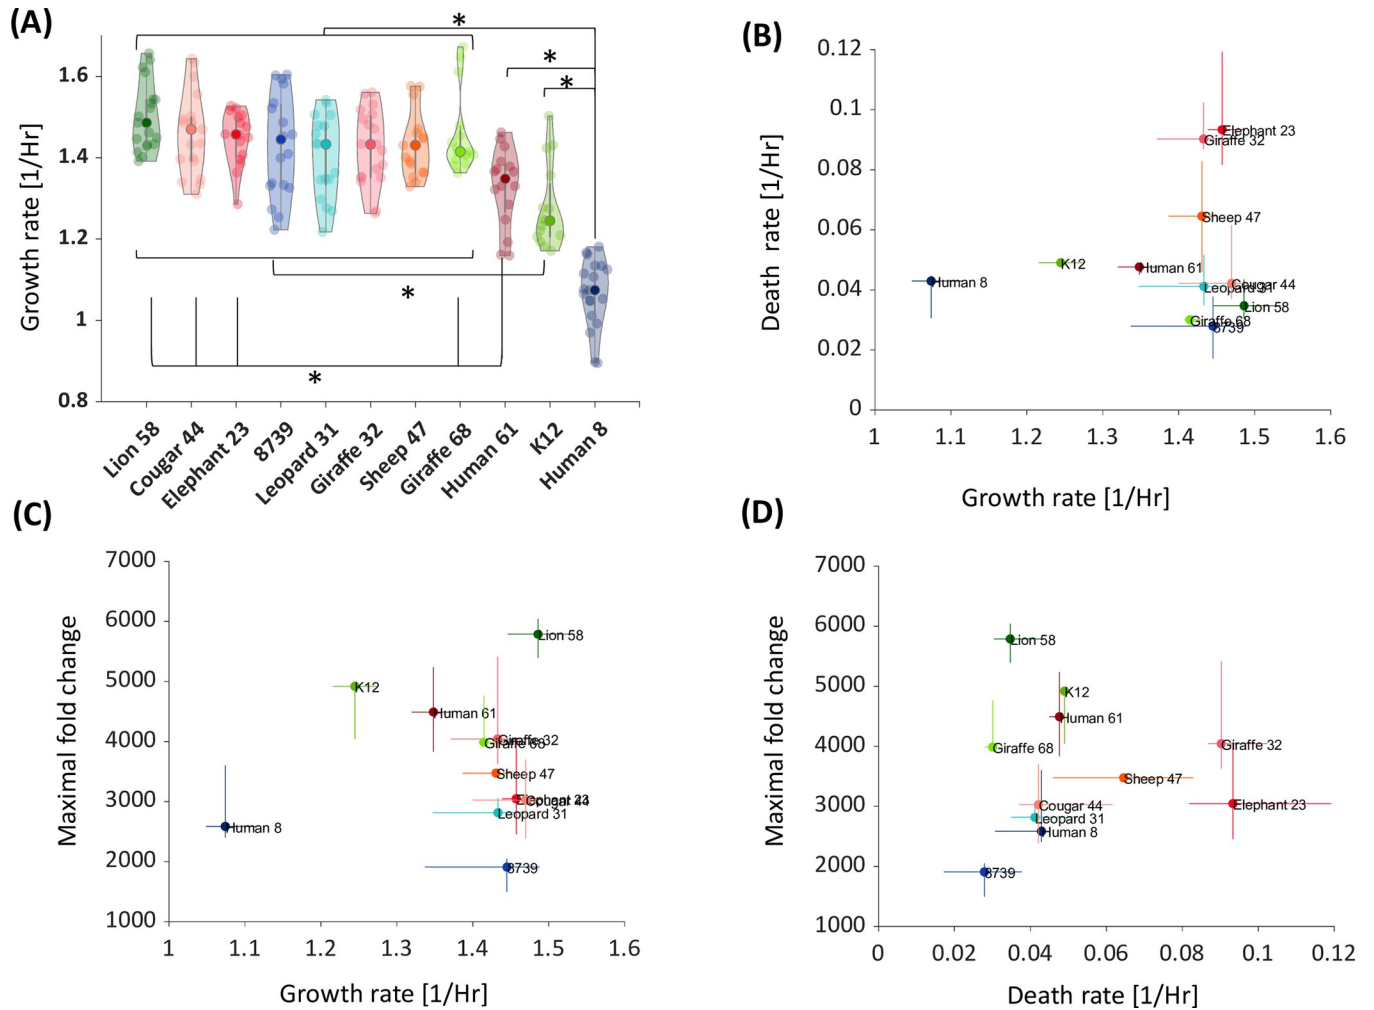 (A)
*
*
*
*
*
Growth rate [1/Hr]
1.6
1.4
1.2
1
0.8
Lion 58
Cougar 44
Elephant 23
8739
Leopard 31
Giraffe 32
Sheep 47
Giraffe 68
Human 61
K12
Human 8
(B)
Death rate [1/Hr]
0.12
0.1
0.08
0.06
0.04
0.02
0
Elephant 23
Giraffe 32
Sheep 47
K12
Human 61
Human 8
Cougar 44
Leopard 31
Lion 58
Giraffe 68
8739
1 1.1 1.2 1.3 1.4 1.5 1.6
Growth rate [1/Hr]
(C)
Maximal fold change
7000
6000
5000
4000
3000
2000
1000
Lion 58
K12
Human 61
Giraffe 32
Giraffe 68
Sheep 47
Elephant 23
Cougar 44
Leopard 31
Human 8
8739
1 1.1 1.2 1.3 1.4 1.5 1.6
Growth rate [1/Hr]
(D)
Maximal fold change
7000
6000
5000
4000
3000
2000
1000
Lion 58
K12
Human 61
Giraffe 68
Giraffe 32
Sheep 47
Cougar 44
Elephant 23
Leopard 31
Human 8
8739
0 0.02 0.04 0.06 0.08 0.1 0.12
Death rate [1/Hr]